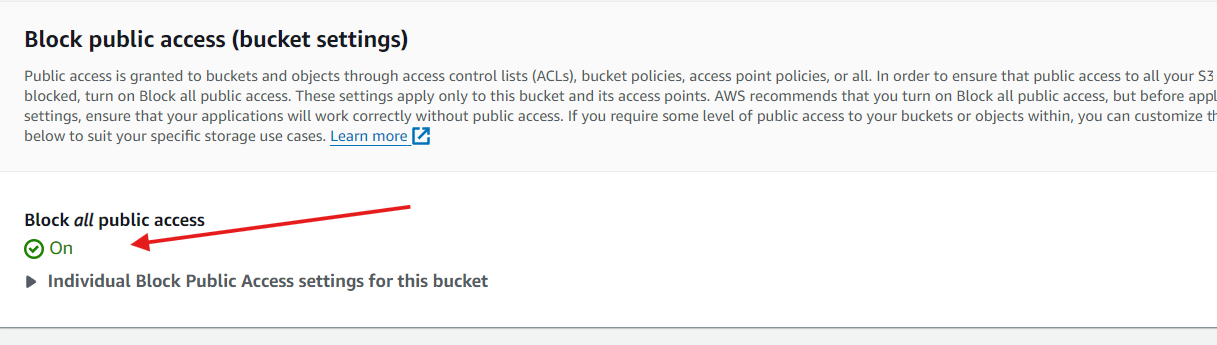 Block public access (bucket settings)
Public access is granted to buckets and objects through access control lists (ACLs), bucket policies, access point policies, or all. In order to ensure that public access to all your S3
blocked, turn on Block all public access. These settings apply only to this bucket and its access points. AWS recommends that you turn on Block all public access, but before appl
settings, ensure that your applications will work correctly without public access. If you require some level of public access to your buckets or objects within, you can customize th
below to suit your specific storage use cases. Learn more
Block all public access
On
Individual Block Public Access settings for this bucket